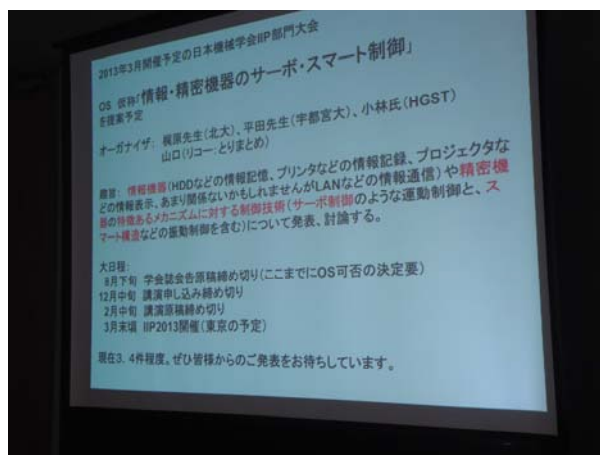 2013年3月開催予定の日本機械学会IIP部門大会
OS 仮称「情報・精密機器のサーボ・スマート制御」
を提案予定
オーガナイザ: 梶原先生(北大)、平田先生(宇都宮大)、小林氏(HGST)
山口(リコー:とりまとめ)
趣旨: 情報機器(HDDなどの情報記憶、プリンタなどの情報記録、プロジェクタな
どの情報表示、あまり関係ないかもしれませんがLANなどの情報通信)や精密機
器の特徴あるメカニズムに対する制御技術(サーボ制御のような運動制御と、ス
マート構造などの振動制御を含む)について発表、討論する。
大日程:
8月下旬 学会誌会告原稿締め切り(ここまでにOS可否の決定要)
12月中旬 講演申し込み締め切り
2月中旬 講演原稿締め切り
3月末頃 IIP2013開催(東京の予定)
現在3.4件程度。ぜひ皆様からのご発表をお待ちしています。